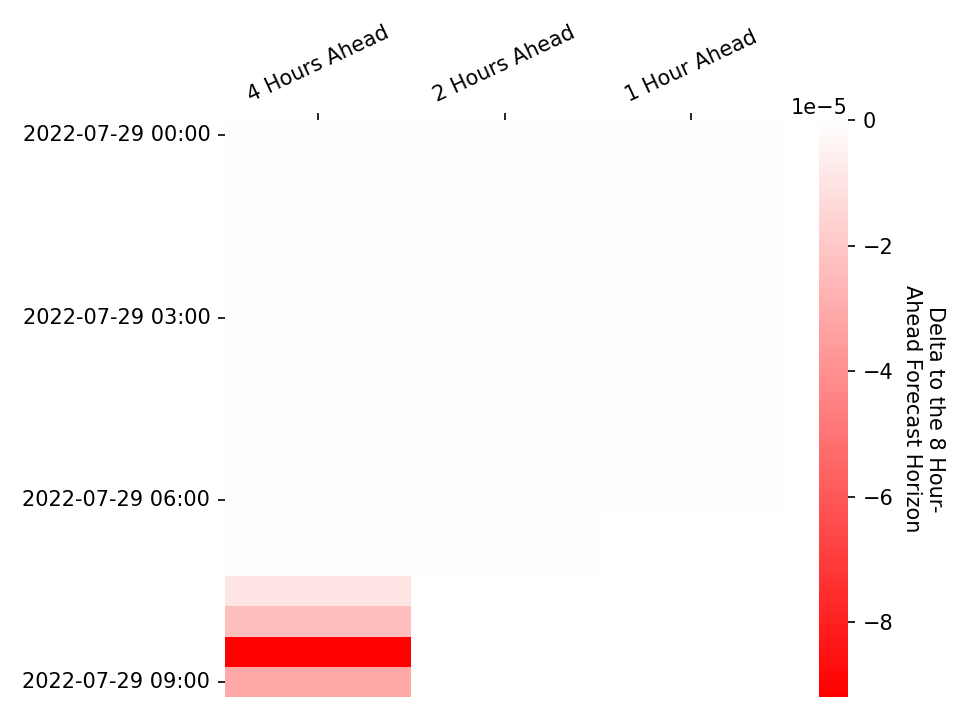 4 Hours Ahead
2 Hours Ahead
1 Hour Ahead
2022-07-29 00:00
2022-07-29 03:00
2022-07-29 06:00
2022-07-29 09:00
1e−5
0
−2
−4
−6
−8
Delta to the 8 Hour-
Ahead Forecast Horizon